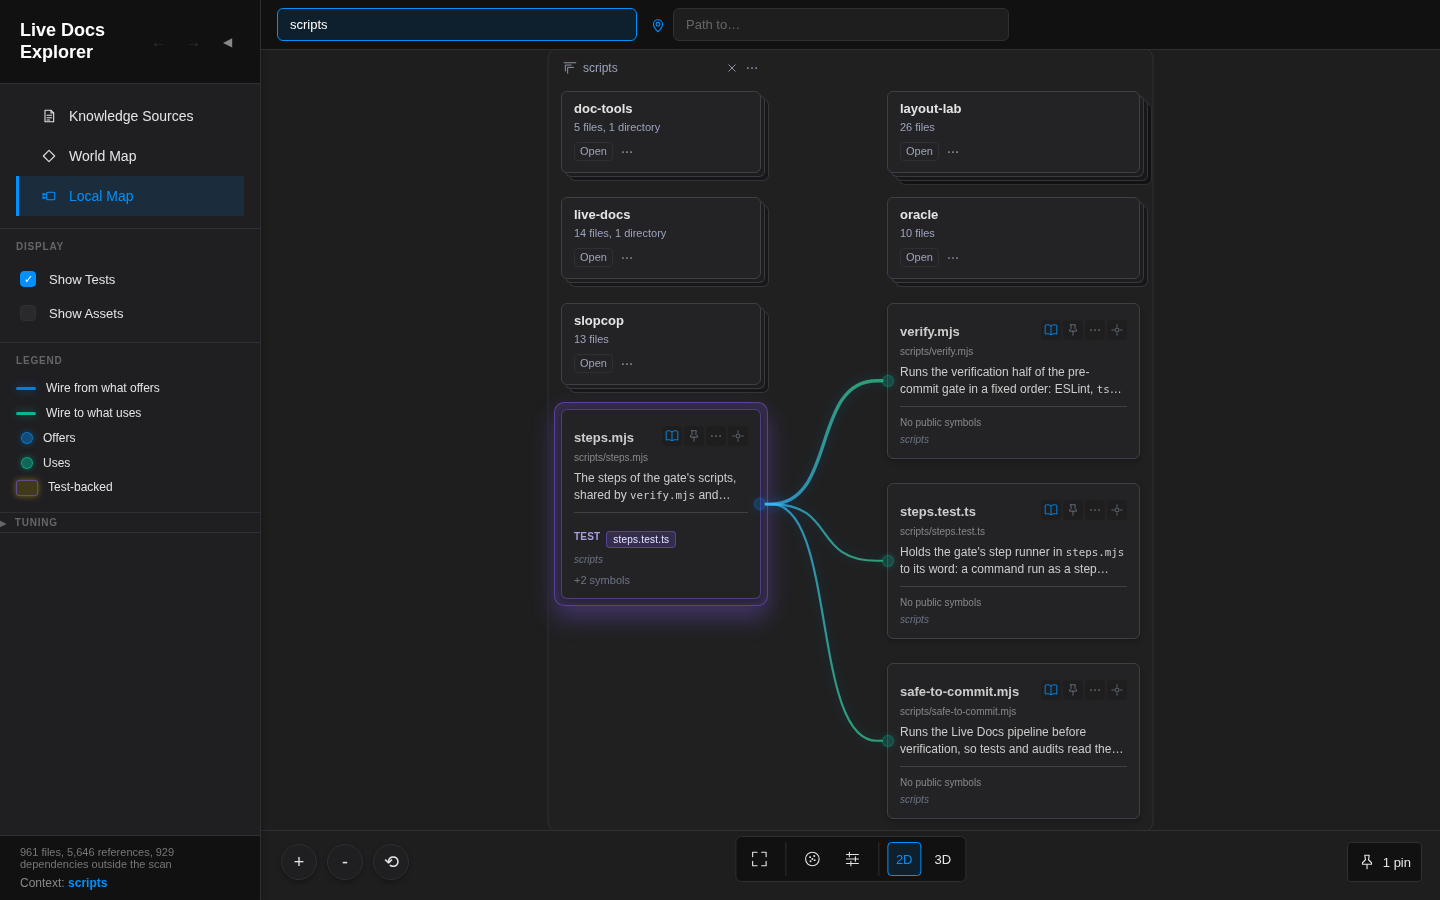 Live Docs
Explorer
← → ◀
Knowledge Sources
World Map
Local Map
DISPLAY
✓ Show Tests
Show Assets
LEGEND
Wire from what offers
Wire to what uses
Offers
Uses
Test-backed
▶ TUNING
961 files, 5,646 references, 929
dependencies outside the scan
Context: scripts
scripts
Path to…
scripts
doc-tools
5 files, 1 directory
Open
layout-lab
26 files
Open
live-docs
14 files, 1 directory
Open
oracle
10 files
Open
slopcop
13 files
Open
verify.mjs
scripts/verify.mjs
Runs the verification half of the pre-
commit gate in a fixed order: ESLint, ts…
No public symbols
scripts
steps.mjs
scripts/steps.mjs
The steps of the gate's scripts,
shared by verify.mjs and…
TEST steps.test.ts
scripts
+2 symbols
steps.test.ts
scripts/steps.test.ts
Holds the gate's step runner in steps.mjs
to its word: a command run as a step…
No public symbols
scripts
safe-to-commit.mjs
scripts/safe-to-commit.mjs
Runs the Live Docs pipeline before
verification, so tests and audits read the…
No public symbols
scripts
+ - ⟲
2D 3D
1 pin